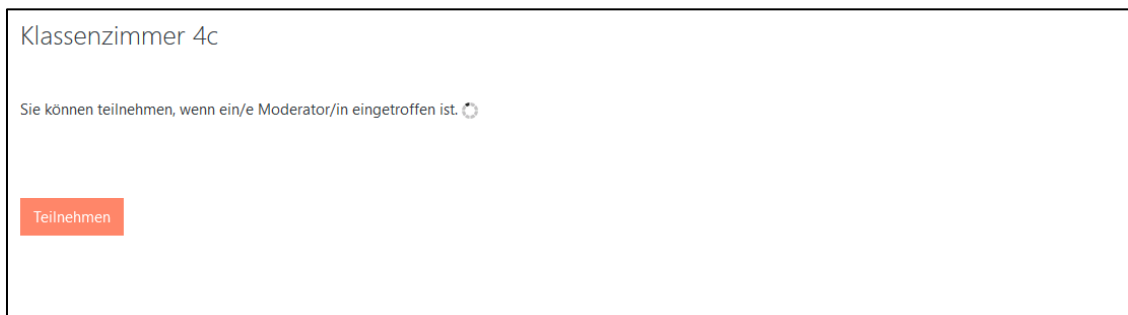 Klassenzimmer 4c
Sie können teilnehmen, wenn ein/e Moderator/in eingetroffen ist.
Teilnehmen